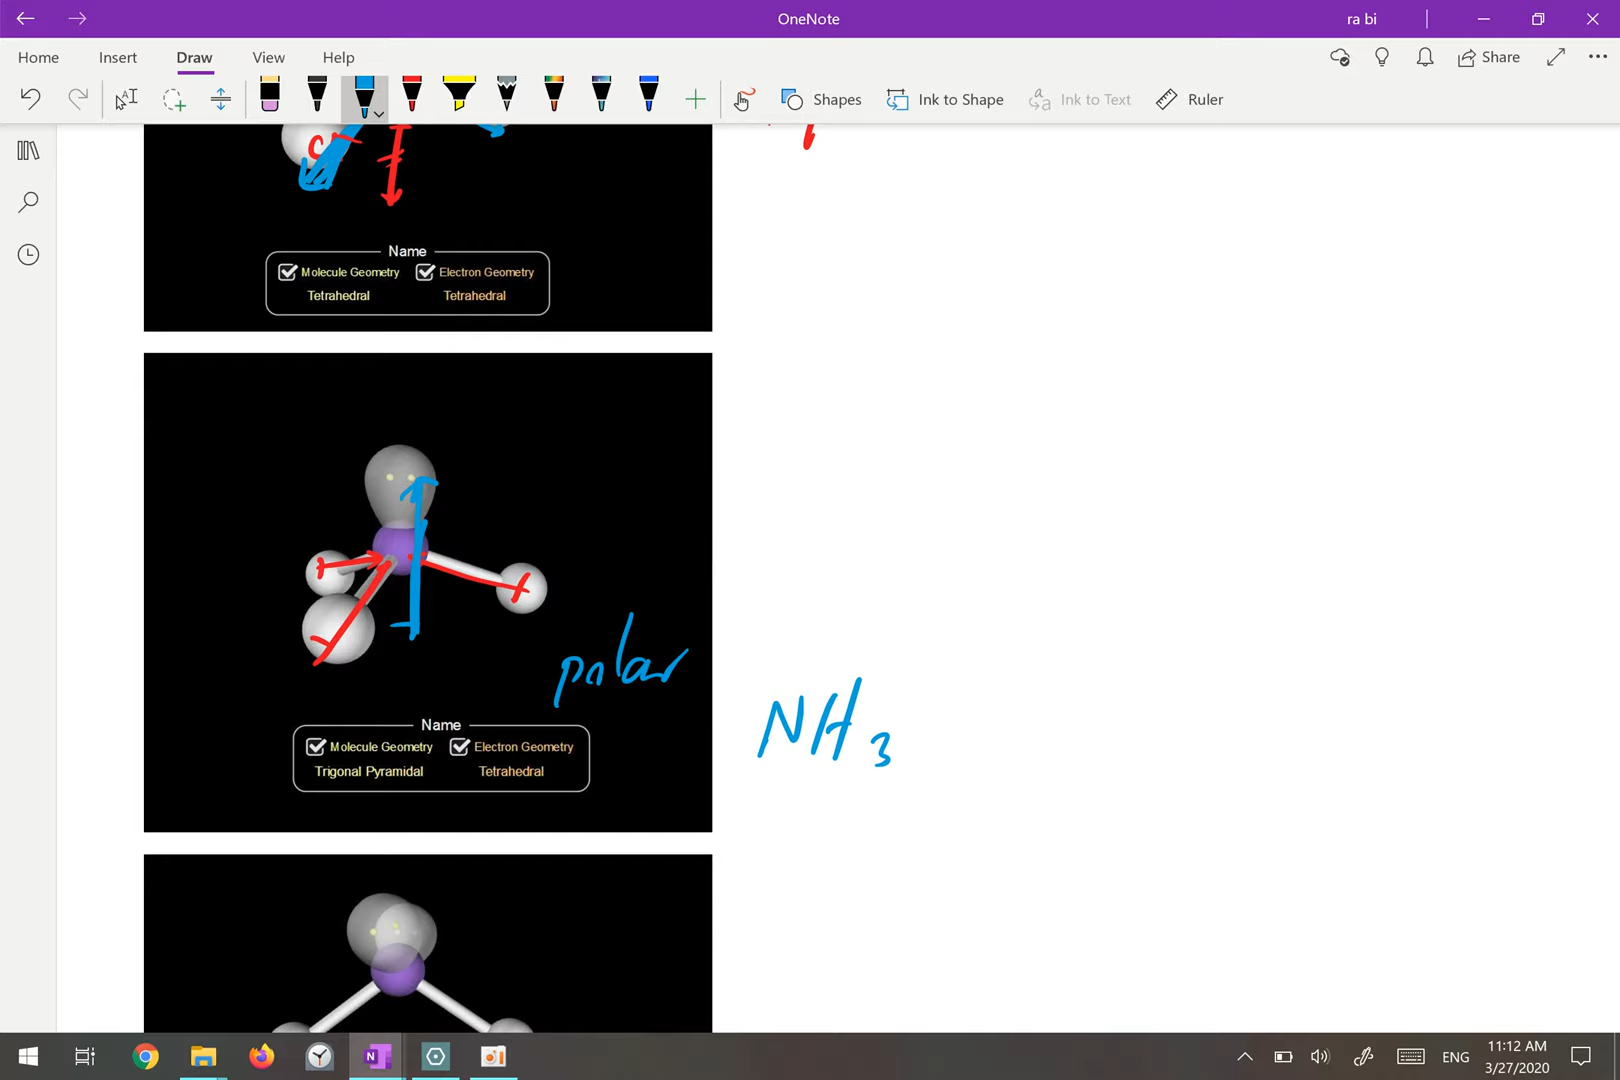 OneNote
ra bi
Home Insert Draw View Help
Share
Shapes
Ink to Shape
Ink to Text
Ruler
C
Name
Molecule Geometry Electron Geometry
Tetrahedral Tetrahedral
polar
NH3
Name
Molecule Geometry Electron Geometry
Trigonal Pyramidal Tetrahedral
ENG
11:12 AM
3/27/2020